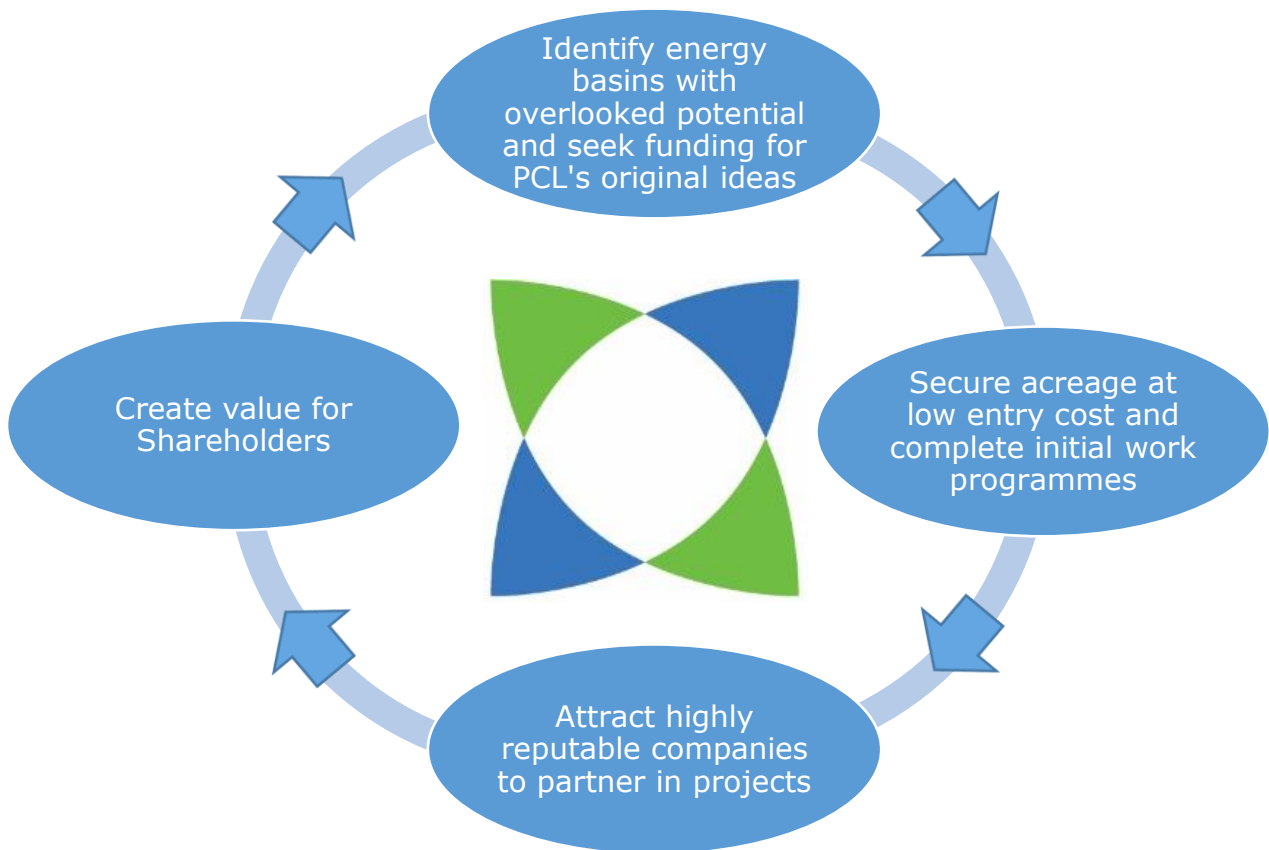 Identify energy
basins with
overlooked potential
and seek funding for
PCL's original ideas
Secure acreage at
low entry cost and
complete initial work
programmes
Attract highly
reputable companies
to partner in projects
Create value for
Shareholders